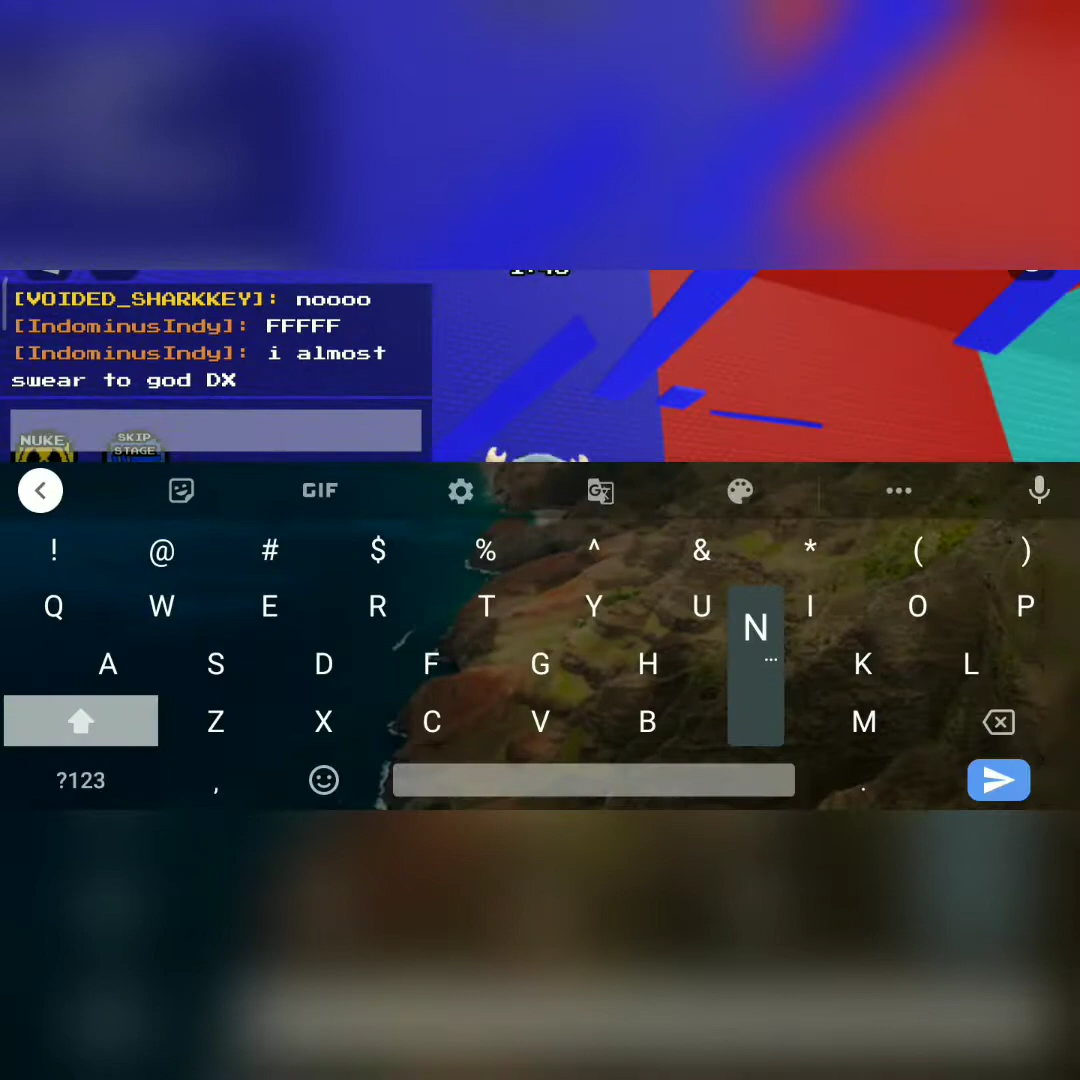 [VOIDED_SHARKKEY]: noooo
[IndominusIndy]: FFFFF
[IndominusIndy]: i almost
swear to god DX
NUKE
SKIP
STAGE
GIF
! @ # $ % ^ & * ( )
Q W E R T Y U I O P
N
A S D F G H K L
Z X C V B M
?123 , .